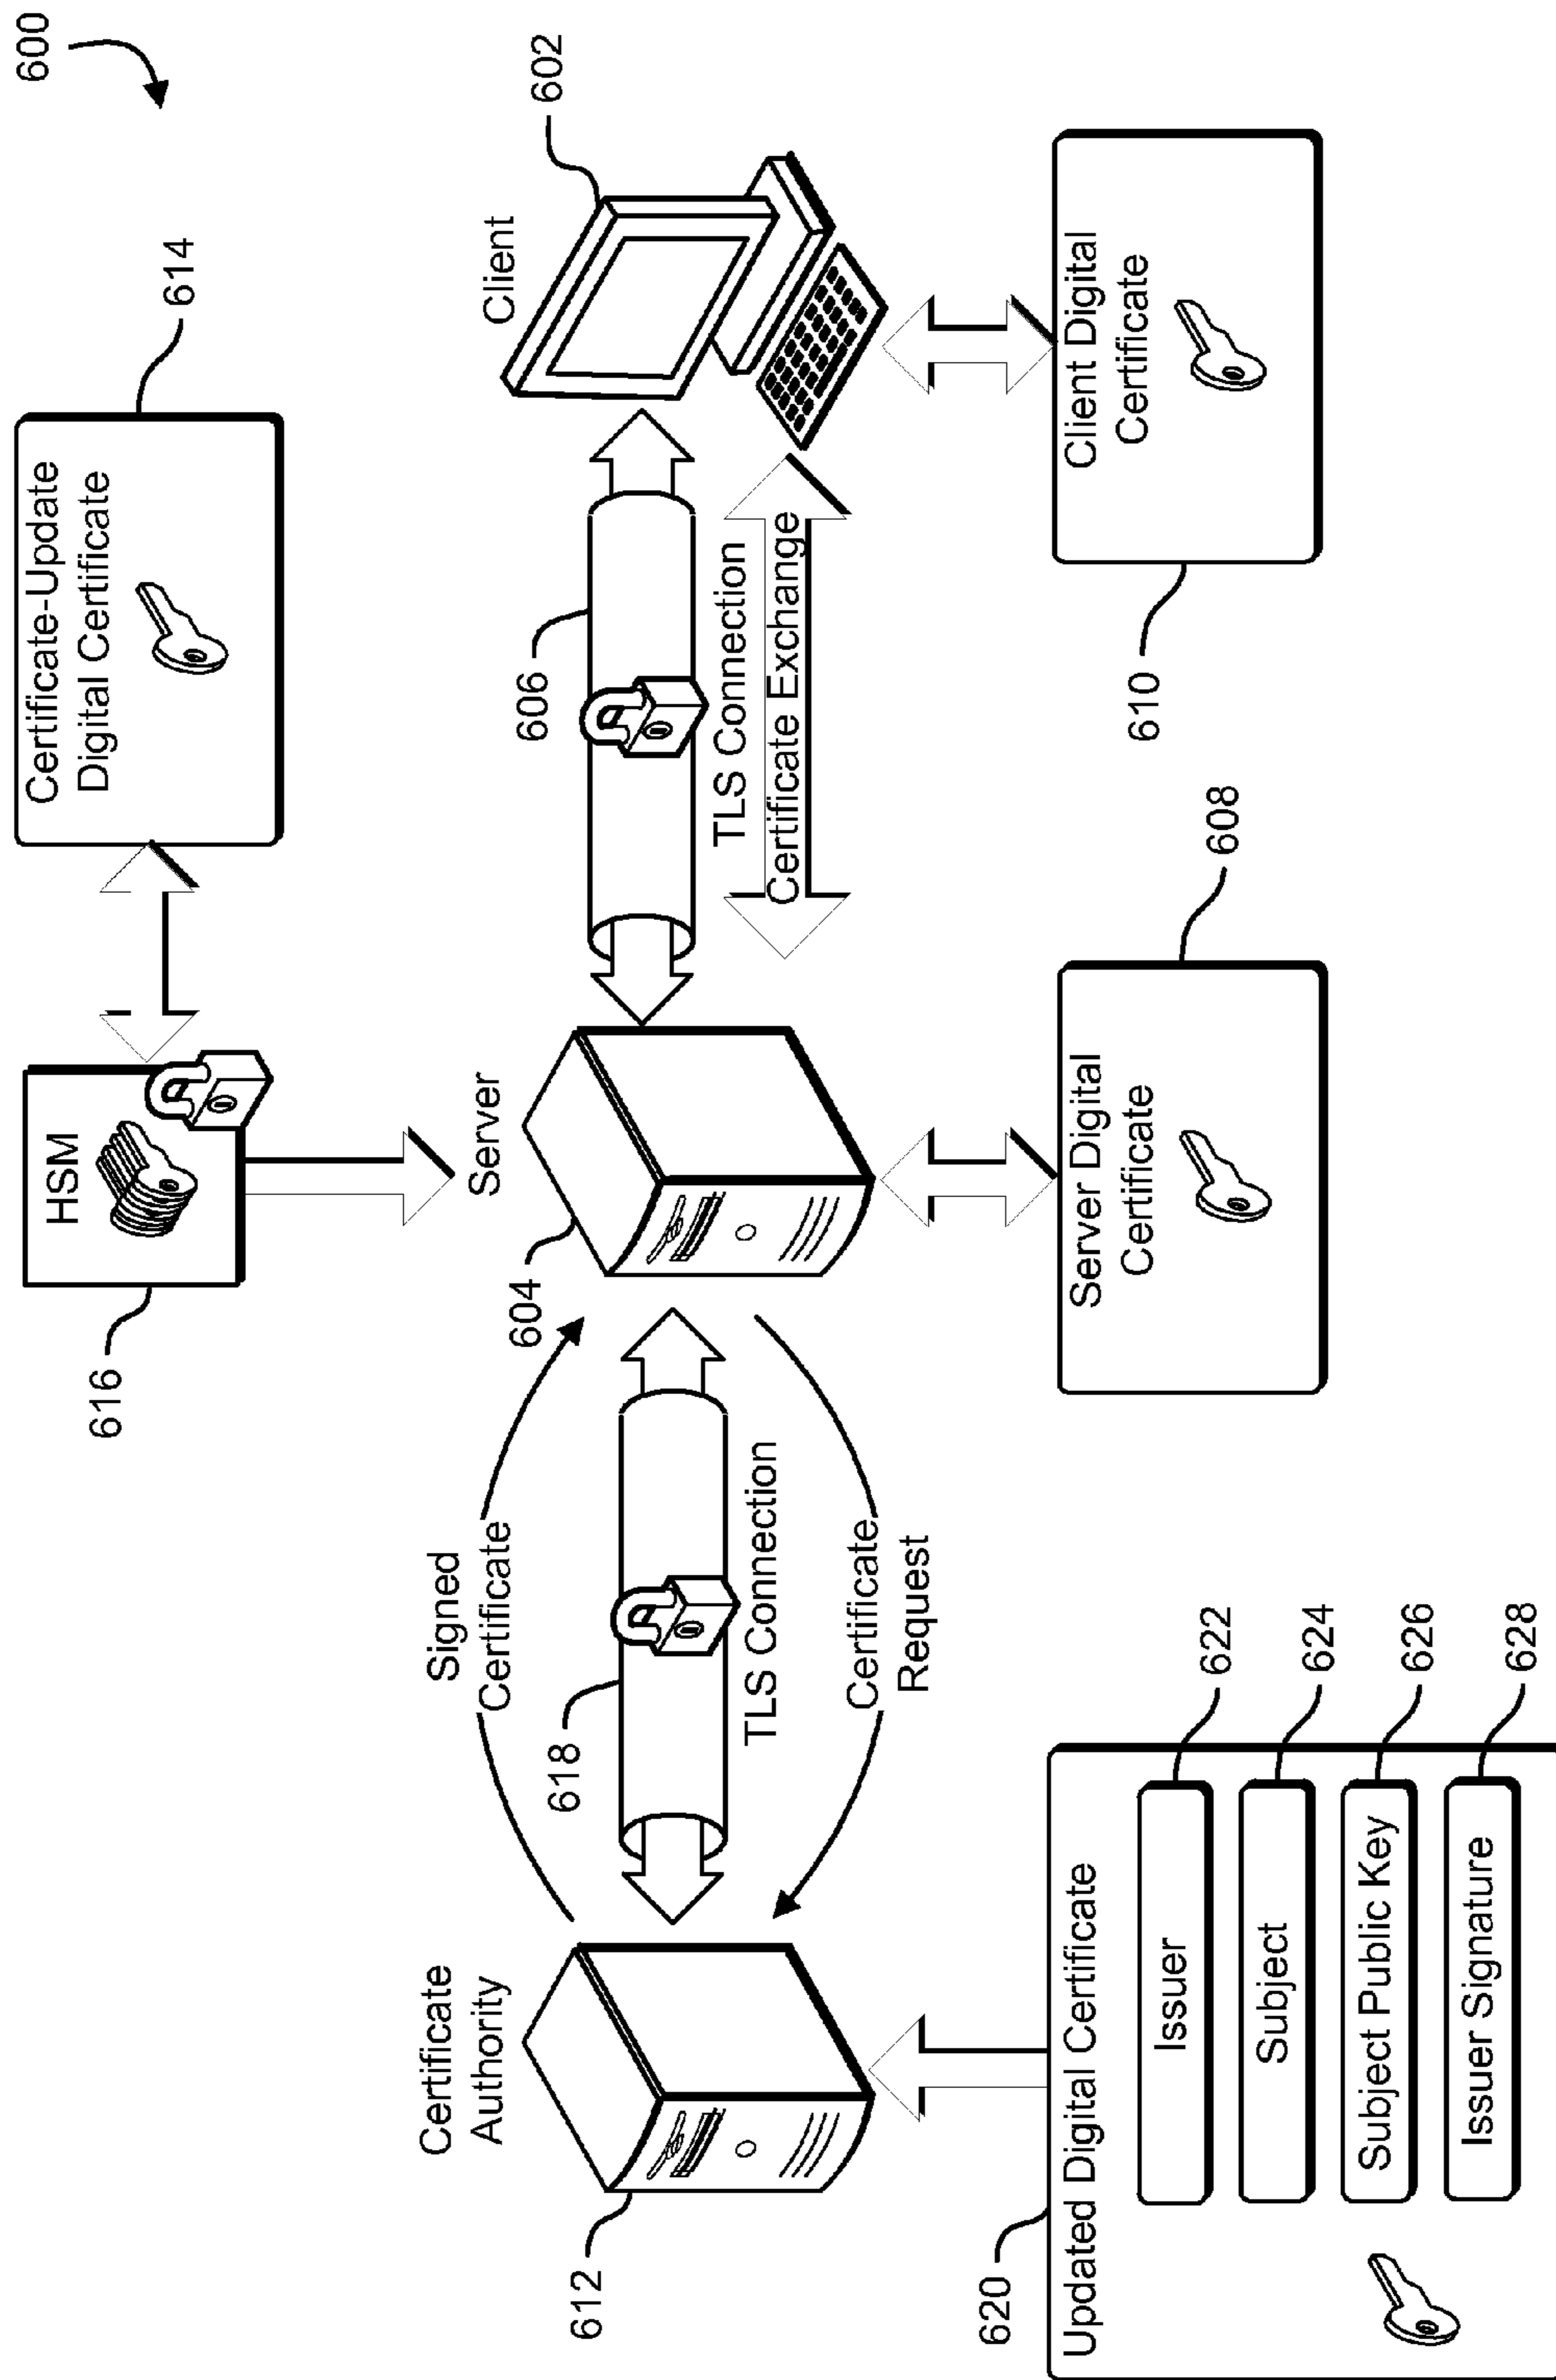 600
616
HSM
Certificate-Update
Digital Certificate
614
Certificate
Authority
612
Signed
Certificate
618
TLS Connection
Certificate
Request
Server
604
606
TLS Connection
Certificate Exchange
Client
602
620
Updated Digital Certificate
Issuer
622
Subject
624
Subject Public Key
626
Issuer Signature
628
Server Digital
Certificate
608
610
Client Digital
Certificate